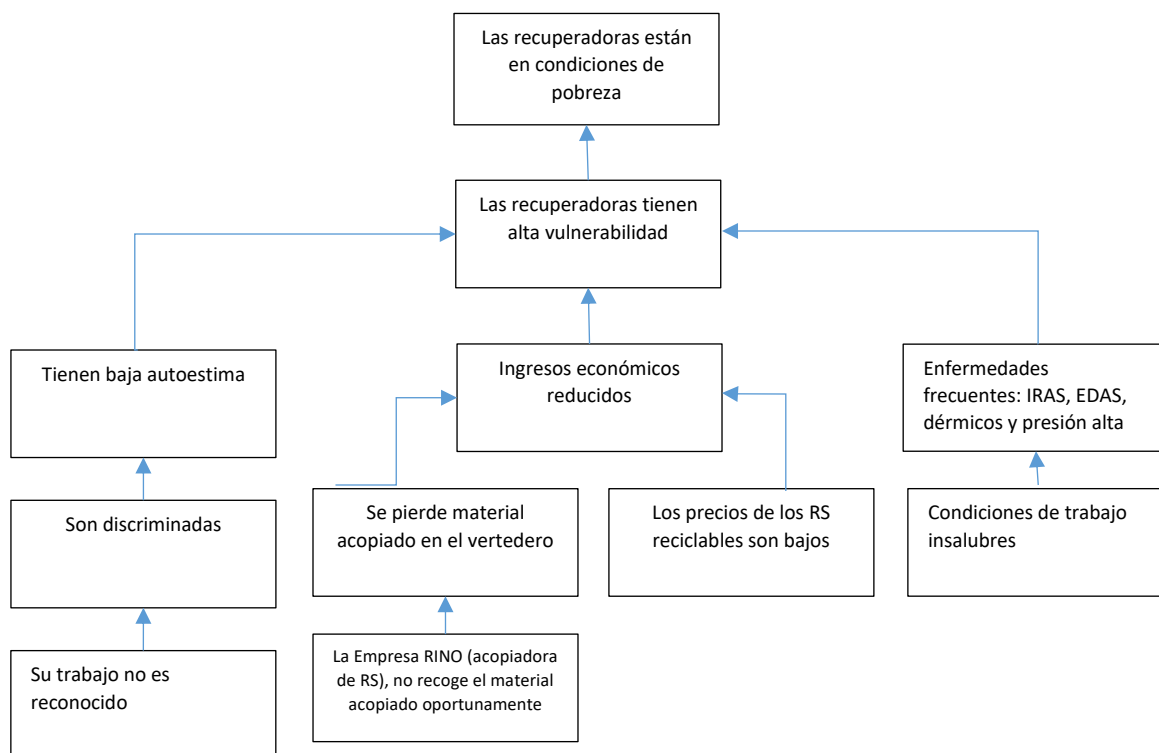 Las recuperadoras están
en condiciones de
pobreza
Las recuperadoras tienen
alta vulnerabilidad
Tienen baja autoestima
Ingresos económicos
reducidos
Enfermedades
frecuentes: IRAS, EDAS,
dérmicos y presión alta
Son discriminadas
Se pierde material
acopiado en el vertedero
Los precios de los RS
reciclables son bajos
Condiciones de trabajo
insalubres
Su trabajo no es
reconocido
La Empresa RINO (acopiadora
de RS), no recoge el material
acopiado oportunamente